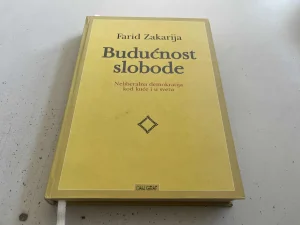 Farid Zakarija
Budućnost
slobode
Neliberalna demokratija
kod kuće i u svetu